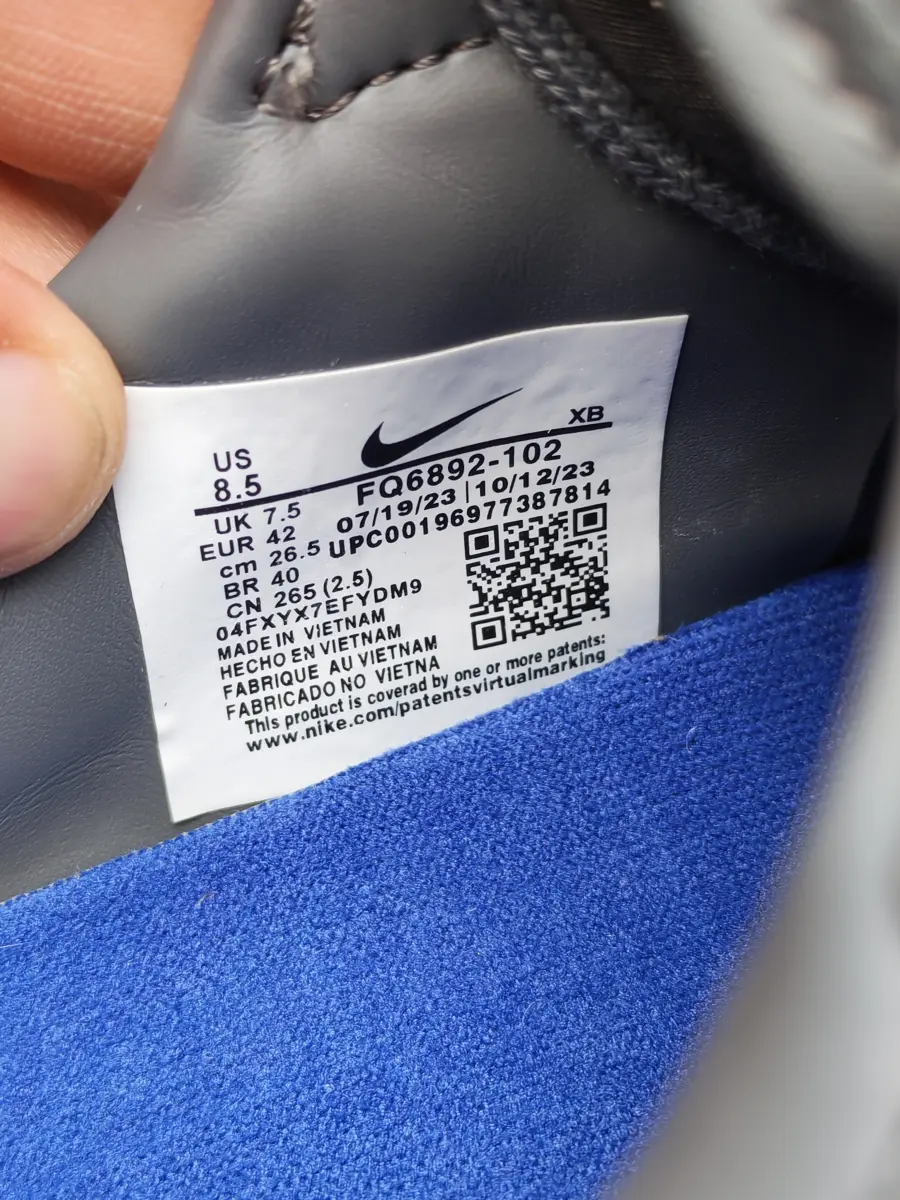 XB
US
8.5
FQ6892-102
UK 7.5
07/19/23 | 10/12/23
EUR 42
UPC00196977387814
cm 26.5
BR 40
CN 265 (2.5)
04FXYX7EFYDM9
MADE IN VIETNAM
HECHO EN VIETNAM
FABRIQUE AU VIETNAM
FABRICADO NO VIETNA
This product is covered by one or more patents:
www.nike.com/patentsvirtualmarking